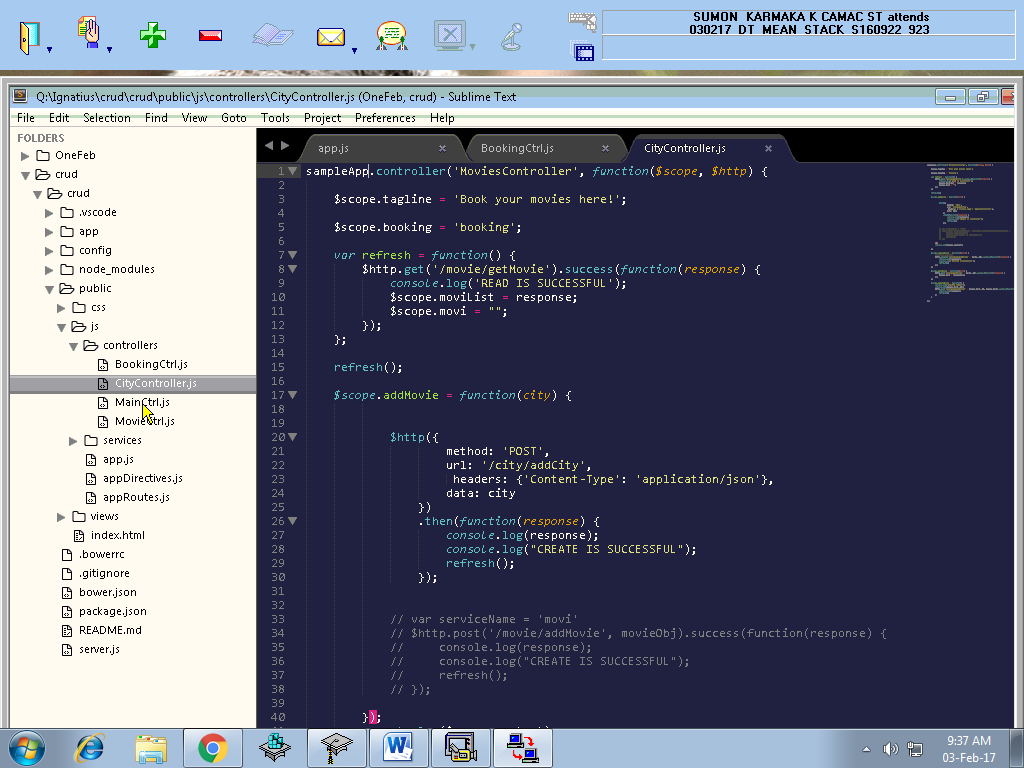 SUMON KARMAKA K CAMAC ST attends
030217_DT_MEAN_STACK_S160922_923
Q:\Ignatius\crud\crud\public\js\controllers\CityController.js (OneFeb, crud) - Sublime Text
File Edit Selection Find View Goto Tools Project Preferences Help
FOLDERS
OneFeb
crud
crud
.vscode
app
config
node_modules
public
css
js
controllers
BookingCtrl.js
CityController.js
MainCtrl.js
MovieCtrl.js
services
app.js
appDirectives.js
appRoutes.js
views
index.html
.bowerrc
.gitignore
bower.json
package.json
README.md
server.js
app.js × BookingCtrl.js × CityController.js ×
1 sampleApp.controller('MoviesController', function($scope, $http) {
2
3 $scope.tagline = 'Book your movies here!';
4
5 $scope.booking = 'booking';
6
7 var refresh = function() {
8 $http.get('/movie/getMovie').success(function(response) {
9 console.log('READ IS SUCCESSFUL');
10 $scope.moviList = response;
11 $scope.movi = "";
12 });
13 };
14
15 refresh();
16
17 $scope.addMovie = function(city) {
18
19
20 $http({
21 method: 'POST',
22 url: '/city/addCity',
23 headers: {'Content-Type': 'application/json'},
24 data: city
25 })
26 .then(function(response) {
27 console.log(response);
28 console.log("CREATE IS SUCCESSFUL");
29 refresh();
30 });
31
32
33 // var serviceName = 'movi'
34 // $http.post('/movie/addMovie', movieObj).success(function(response) {
35 // console.log(response);
36 // console.log("CREATE IS SUCCESSFUL");
37 // refresh();
38 // });
39
40 });
9:37 AM
03-Feb-17